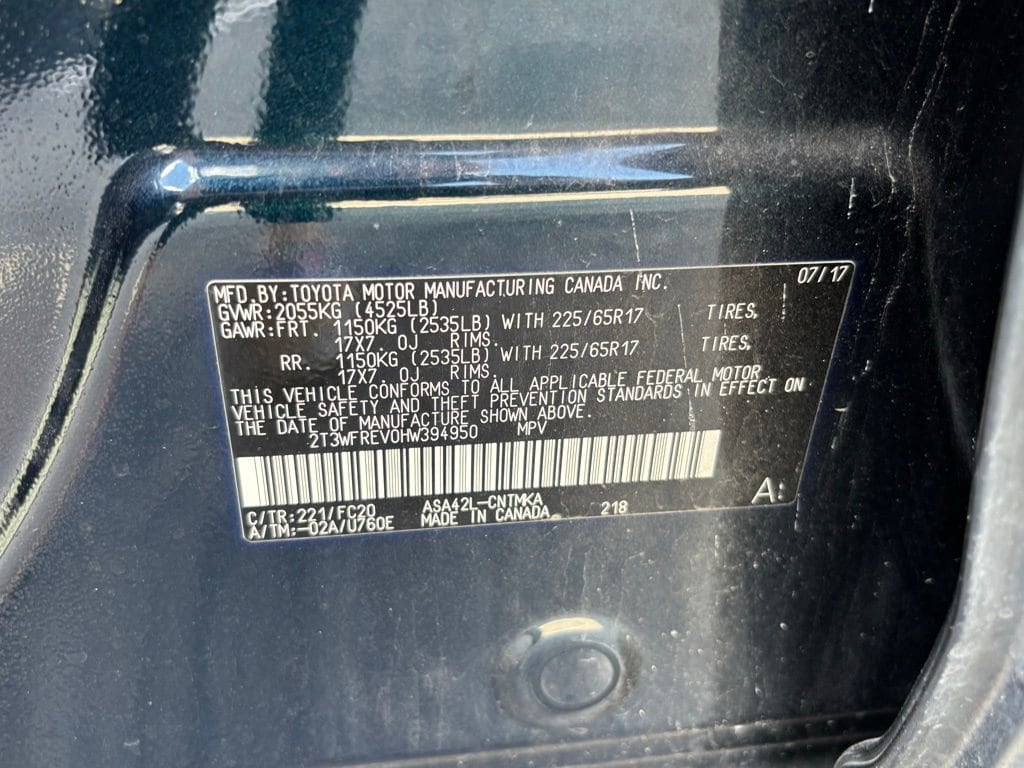 MFD.BY:TOYOTA MOTOR MANUFACTURING CANADA INC. 07/17
GVWR:2055KG (4525LB)
GAWR:FRT. 1150KG (2535LB) WITH 225/65R17 TIRES,
17X7.0J RIMS.
RR. 1150KG (2535LB) WITH 225/65R17 TIRES,
17X7.0J RIMS.
THIS VEHICLE CONFORMS TO ALL APPLICABLE FEDERAL MOTOR
VEHICLE SAFETY AND THEFT PREVENTION STANDARDS IN EFFECT ON
THE DATE OF MANUFACTURE SHOWN ABOVE.
2T3WFREV0HW394950 MPV
C/TR:221/FC20 ASA42L-CNTMKA 218 A:
A/TM:-02A/U760E MADE IN CANADA